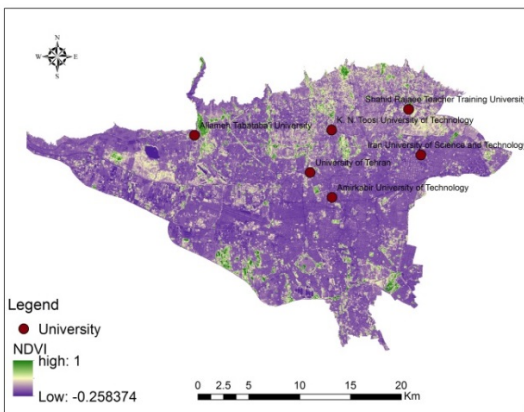 N
W E
S
Shahid Rajaee Teacher Training University
Allameh Tabataba'i University
K. N. Toosi University of Technology
Iran University of Science and Technology
University of Tehran
Amirkabir University of Technology
Legend
University
NDVI
high: 1
Low: -0.258374
0 2.5 5 10 15 20
Km